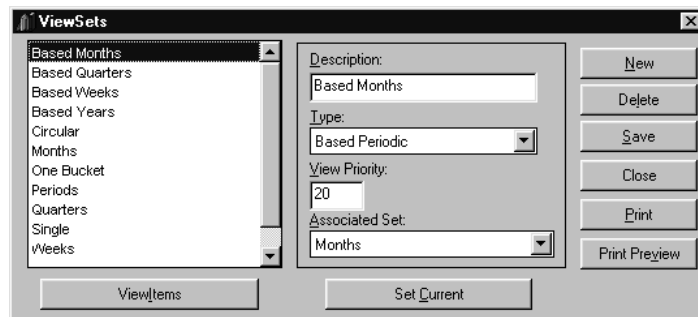 ViewSets
Based Months
Based Quarters
Based Weeks
Based Years
Circular
Months
One Bucket
Periods
Quarters
Single
Weeks
Description:
Based Months
Type:
Based Periodic
View Priority:
20
Associated Set:
Months
New
Delete
Save
Close
Print
Print Preview
ViewItems
Set Current